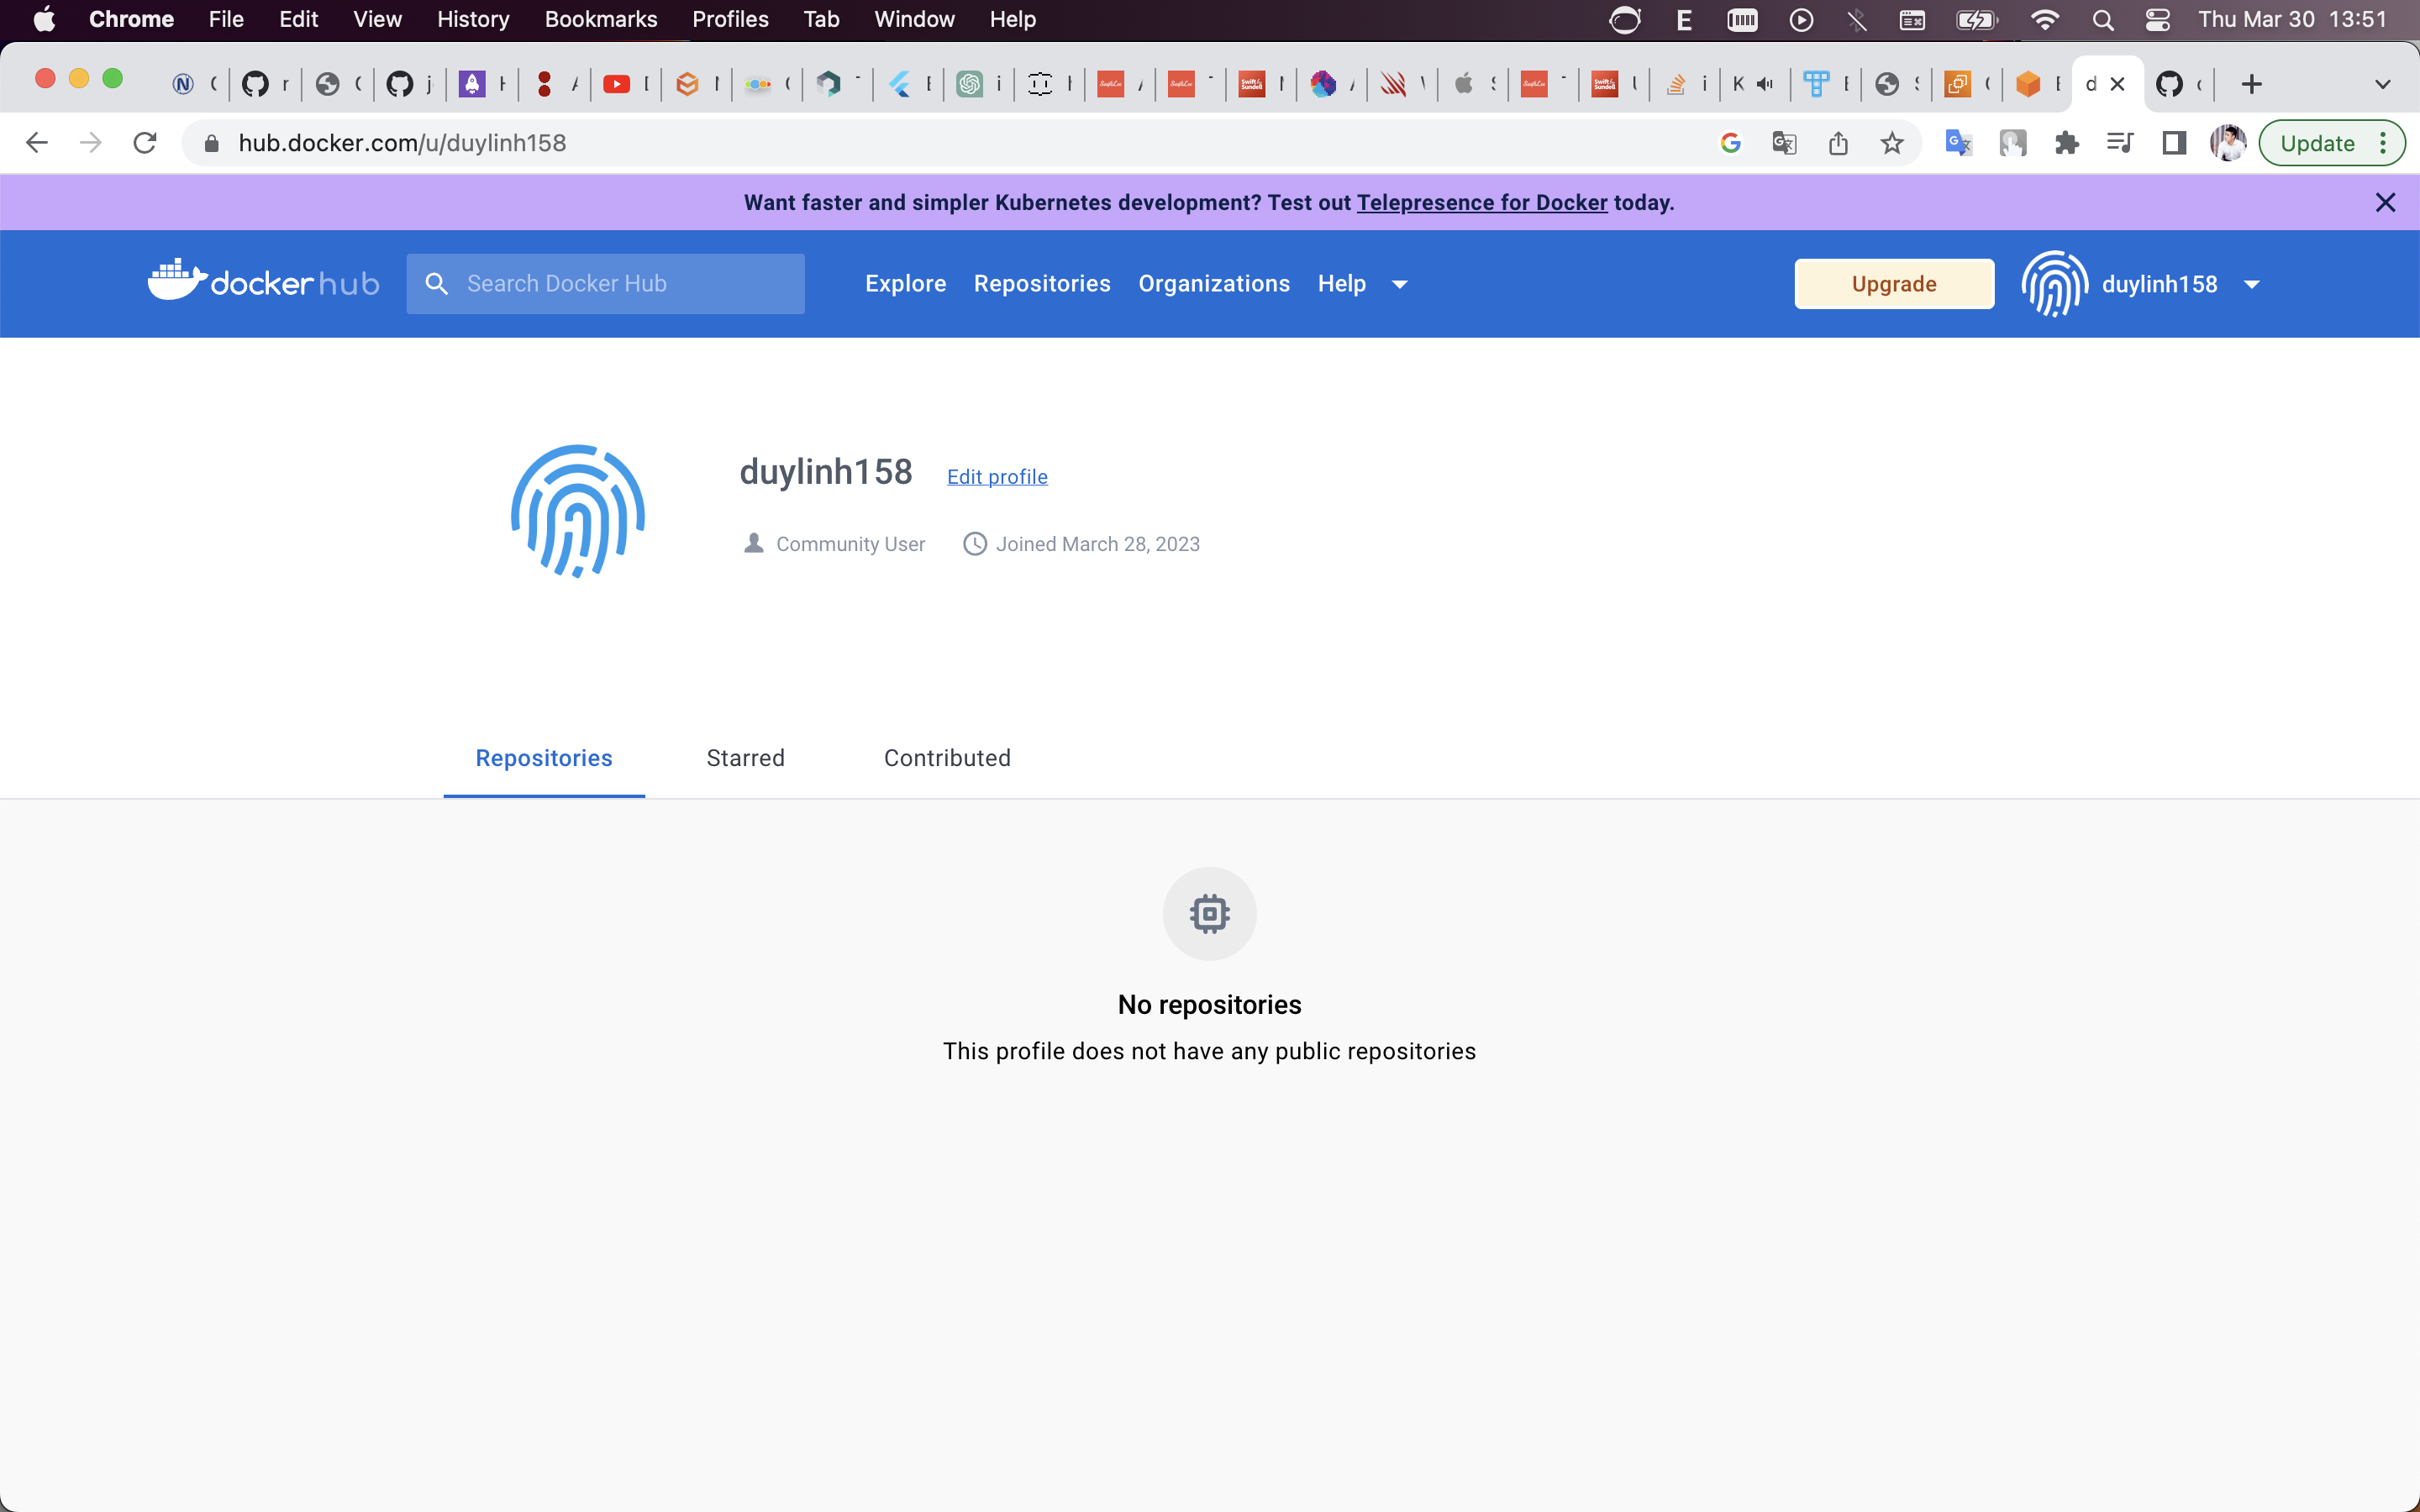 Chrome File Edit View History Bookmarks Profiles Tab Window Help E Thu Mar 30 13:51
hub.docker.com/u/duylinh158 Update
Want faster and simpler Kubernetes development? Test out Telepresence for Docker today.
dockerhub Search Docker Hub Explore Repositories Organizations Help Upgrade duylinh158
duylinh158 Edit profile
Community User Joined March 28, 2023
Repositories Starred Contributed
No repositories
This profile does not have any public repositories